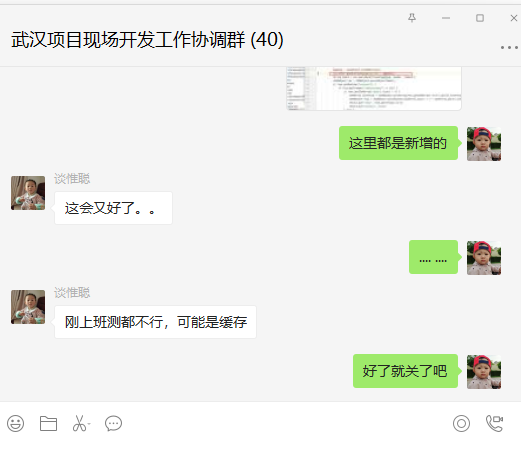 武汉项目现场开发工作协调群 (40)
这里都是新增的
谈惟聪
这会又好了。。
.... ....
谈惟聪
刚上班测都不行，可能是缓存
好了就关了吧